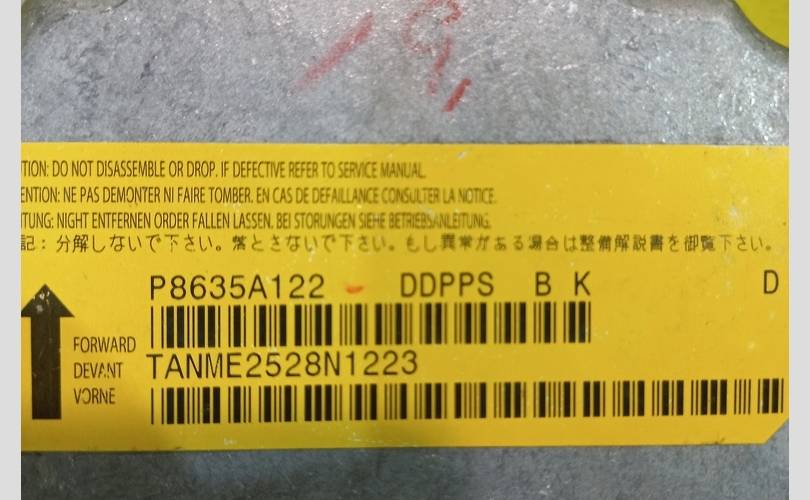 TION: DO NOT DISASSEMBLE OR DROP. IF DEFECTIVE REFER TO SERVICE MANUAL.
ENTION: NE PAS DEMONTER NI FAIRE TOMBER. EN CAS DE DEFAILLANCE CONSULTER LA NOTICE.
ITUNG: NIGHT ENTFERNEN ORDER FALLEN LASSEN. BEI STORUNGEN SIEHE BETRIEBSANLEITUNG.
記: 分解しないで下さい。落とさないで下さい。もし異常がある場合は整備解説書を御覧下さい。
P8635A122 - DDPPS B K D
FORWARD
DEVANT
VORNE
TANME2528N1223